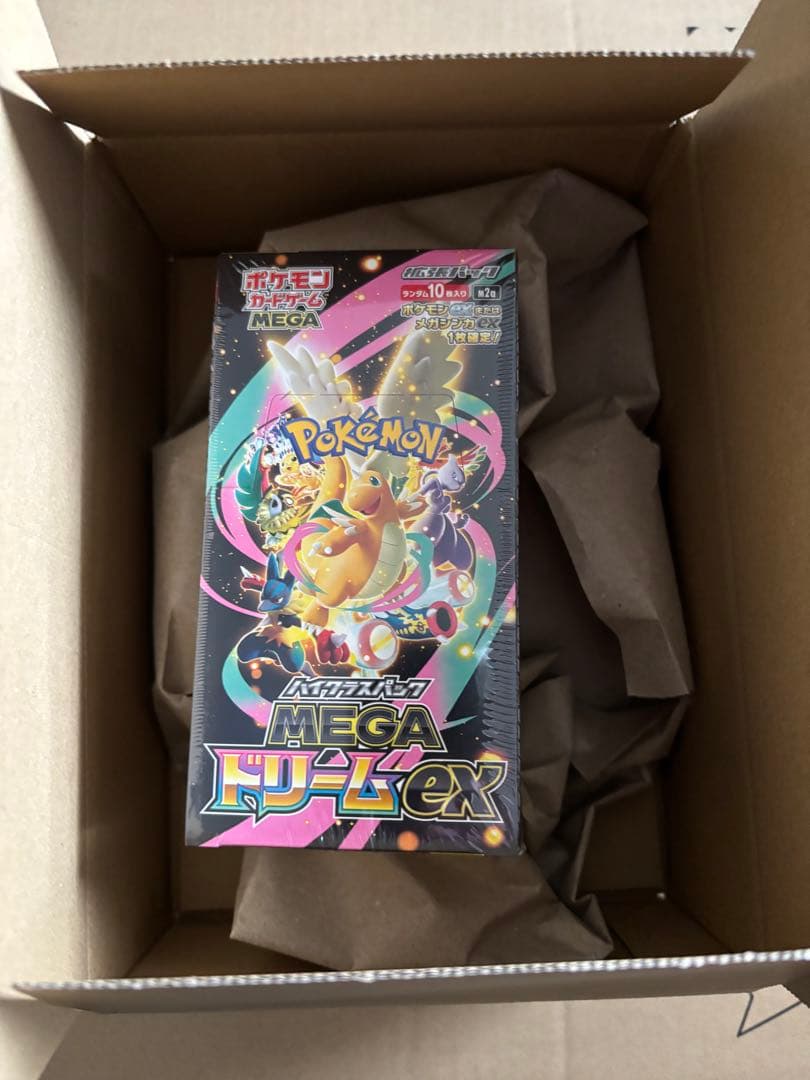 ポケモン
カードゲーム
MEGA
拡張パック
ランダム10枚入り
M2a
ポケモンexまたは
メガシンカex
1枚確定!
POKéMON
ハイクラスパック
MEGA
ドリームex